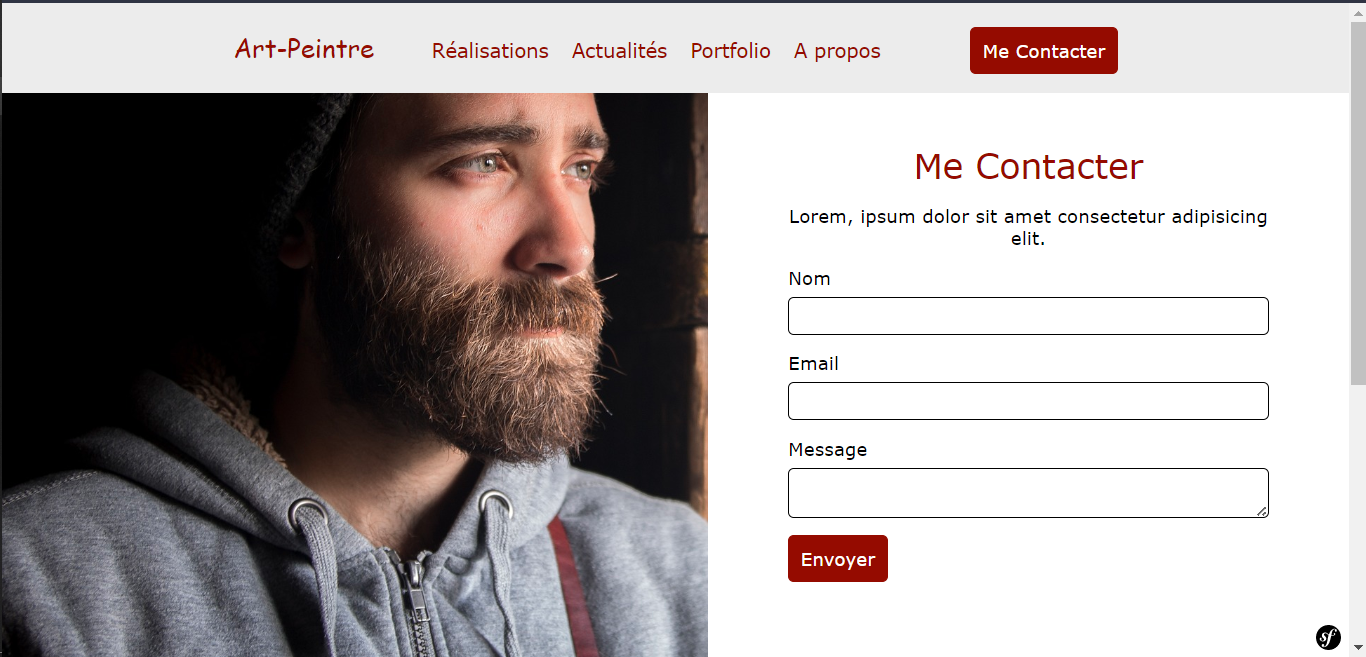 Art-Peintre Réalisations Actualités Portfolio A propos Me Contacter
Me Contacter
Lorem, ipsum dolor sit amet consectetur adipisicing
elit.
Nom
Email
Message
Envoyer
sf